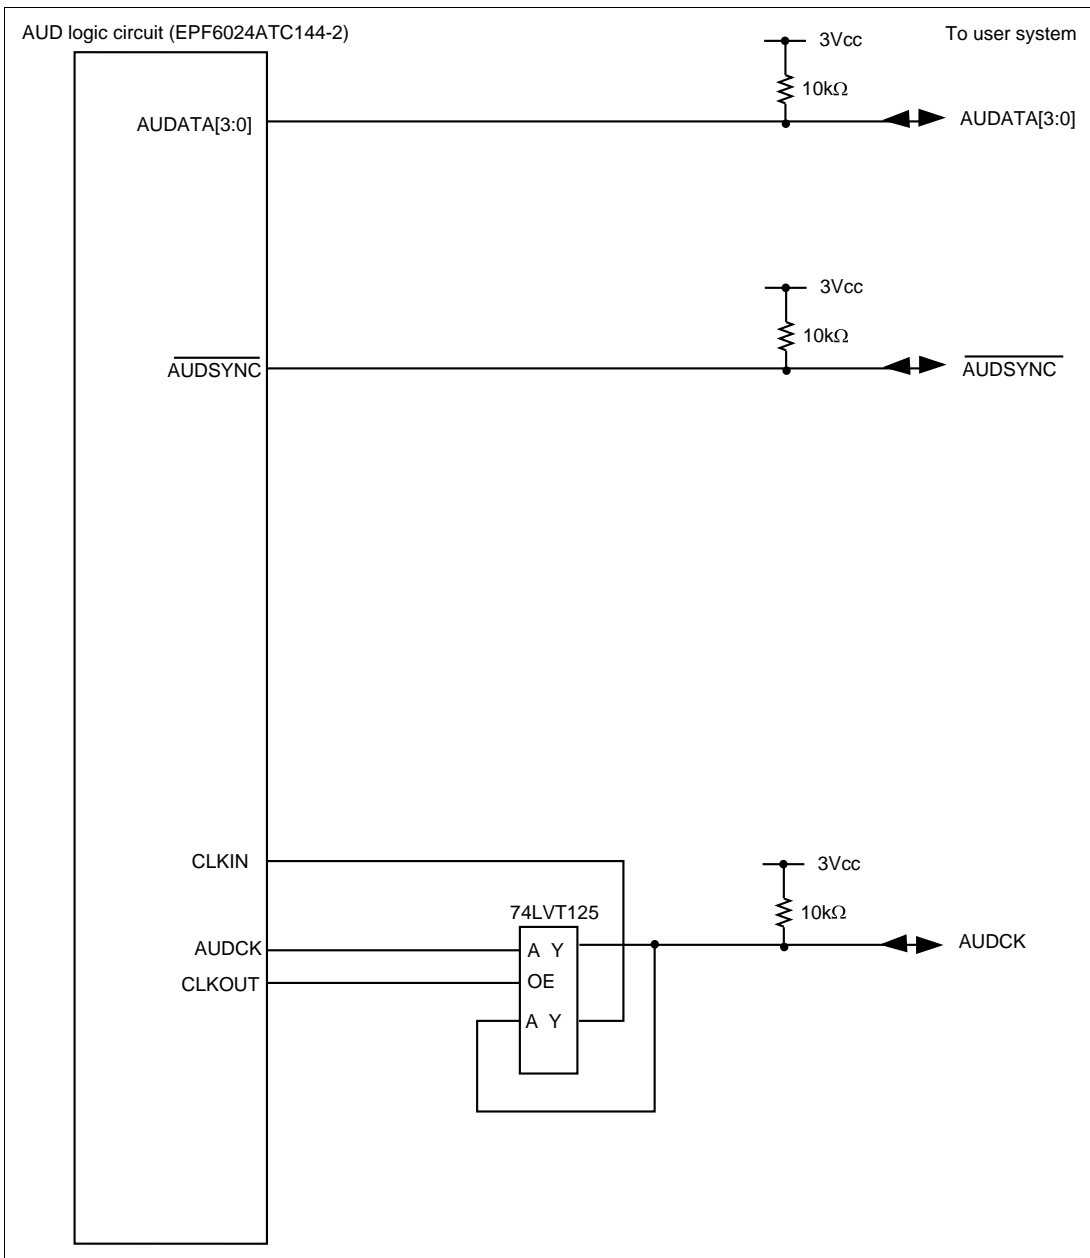 AUD logic circuit (EPF6024ATC144-2)
3Vcc
To user system
10kΩ
AUDATA[3:0]
AUDATA[3:0]
3Vcc
10kΩ
AUDSYNC
AUDSYNC
CLKIN
3Vcc
74LVT125
10kΩ
AUDCK
A Y
AUDCK
CLKOUT
OE
A Y